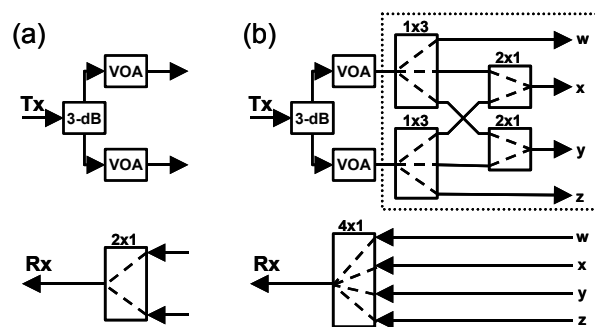 (a)
VOA
Tx
3-dB
VOA
2x1
Rx
(b)
1x3
w
VOA
2x1
x
Tx
3-dB
1x3
2x1
y
VOA
z
4x1
w
Rx
x
y
z